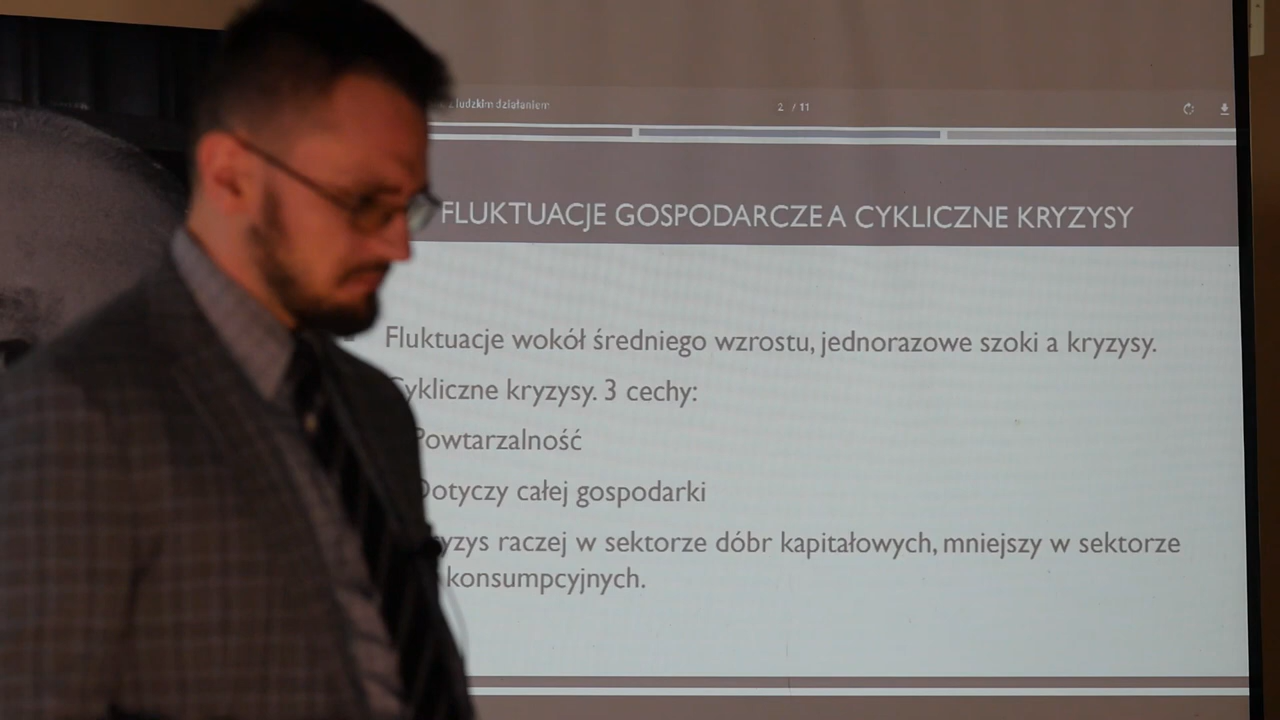 z ludzkim działaniem
2 / 11
FLUKTUACJE GOSPODARCZE A CYKLICZNE KRYZYSY
Fluktuacje wokół średniego wzrostu, jednorazowe szoki a kryzysy.
Cykliczne kryzysy. 3 cechy:
Powtarzalność
Dotyczy całej gospodarki
kryzys raczej w sektorze dóbr kapitałowych, mniejszy w sektorze
konsumpcyjnych.